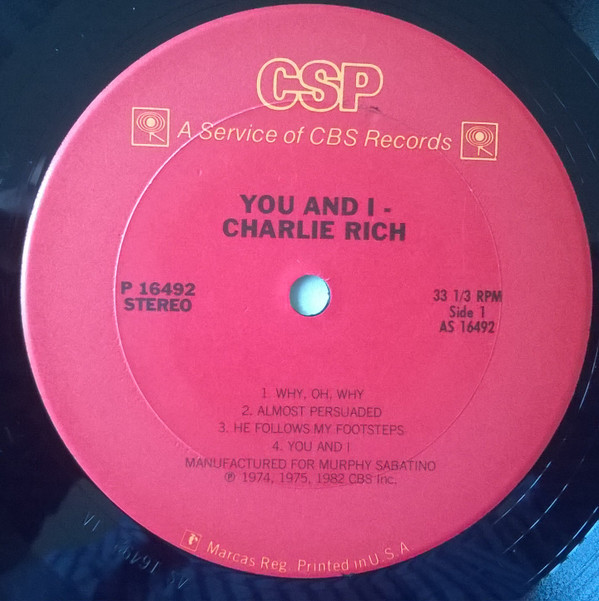 CSP
A Service of CBS Records
YOU AND I -
CHARLIE RICH
P 16492
STEREO
33 1/3 RPM
Side 1
AS 16492
1. WHY, OH, WHY
2. ALMOST PERSUADED
3. HE FOLLOWS MY FOOTSTEPS
4. YOU AND I
MANUFACTURED FOR MURPHY SABATINO
℗ 1974, 1975, 1982 CBS Inc.
Marcas Reg. Printed in U.S.A